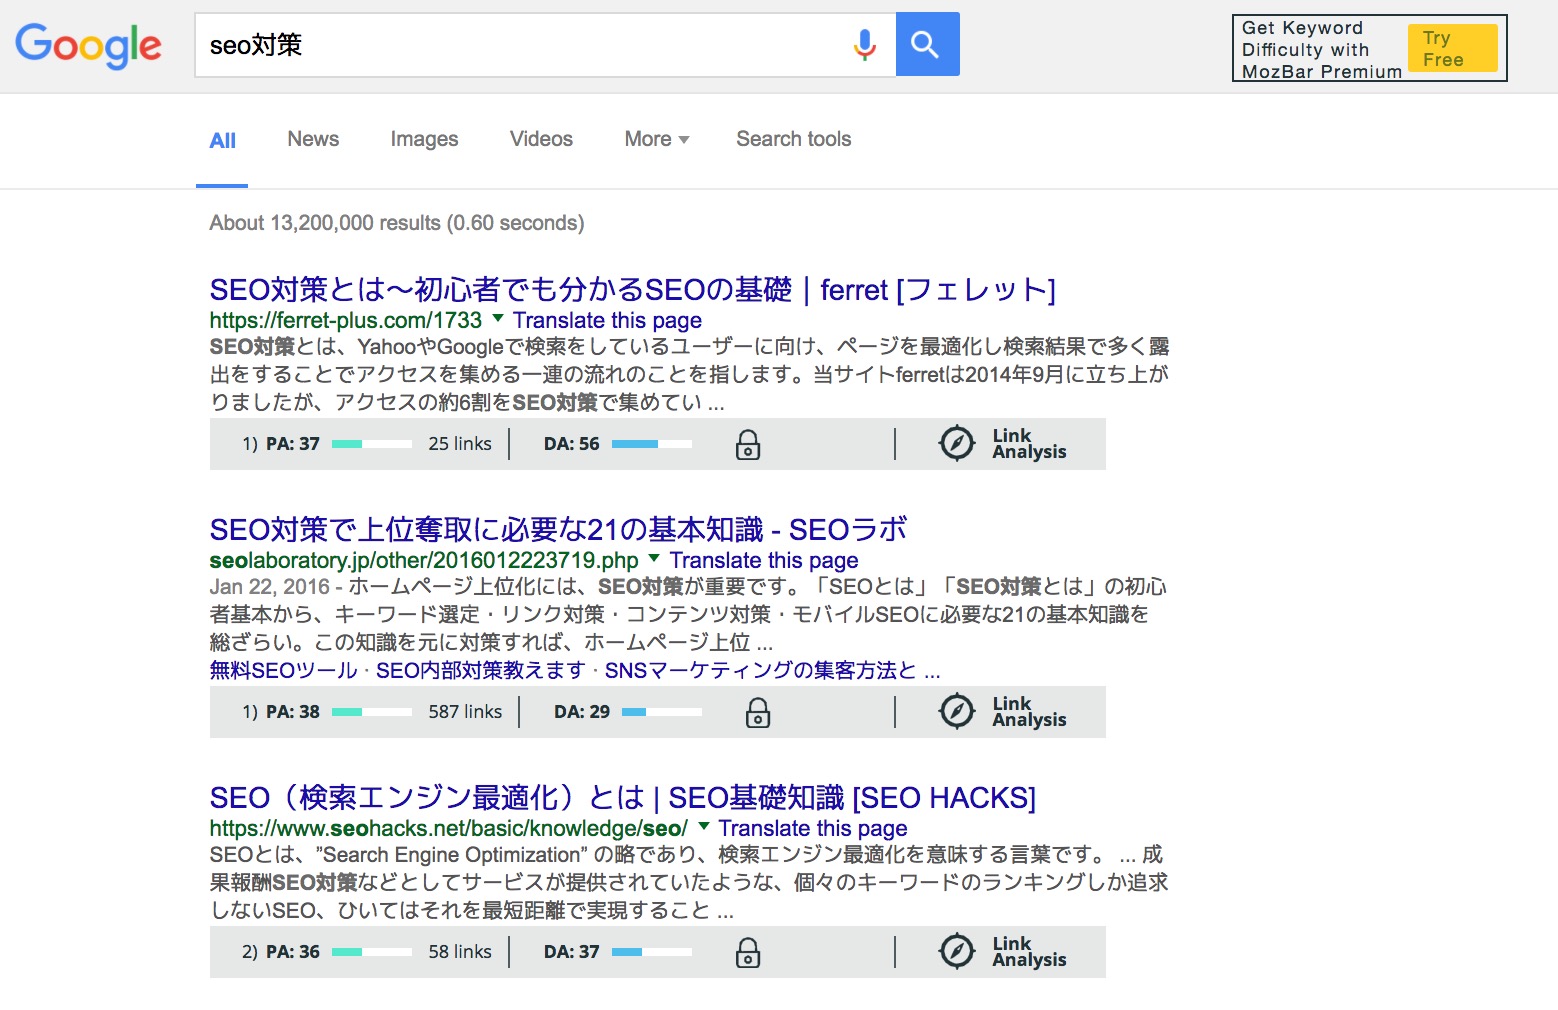 Google
seo対策
Get Keyword
Difficulty with
MozBar Premium
Try
Free
All News Images Videos More Search tools
About 13,200,000 results (0.60 seconds)
SEO対策とは〜初心者でも分かるSEOの基礎｜ferret [フェレット]
https://ferret-plus.com/1733 Translate this page
SEO対策とは、YahooやGoogleで検索をしているユーザーに向け、ページを最適化し検索結果で多く露
出をすることでアクセスを集める一連の流れのことを指します。当サイトferretは2014年9月に立ち上が
りましたが、アクセスの約6割をSEO対策で集めてい ...
1) PA: 37 25 links DA: 56 Link Analysis
SEO対策で上位奪取に必要な21の基本知識 - SEOラボ
seolaboratory.jp/other/2016012223719.php Translate this page
Jan 22, 2016 - ホームページ上位化には、SEO対策が重要です。「SEOとは」「SEO対策とは」の初心
者基本から、キーワード選定・リンク対策・コンテンツ対策・モバイルSEOに必要な21の基本知識を
総ざらい。この知識を元に対策すれば、ホームページ上位 ...
無料SEOツール · SEO内部対策教えます · SNSマーケティングの集客方法と ...
1) PA: 38 587 links DA: 29 Link Analysis
SEO（検索エンジン最適化）とは | SEO基礎知識 [SEO HACKS]
https://www.seohacks.net/basic/knowledge/seo/ Translate this page
SEOとは、”Search Engine Optimization” の略であり、検索エンジン最適化を意味する言葉です。 ... 成
果報酬SEO対策などとしてサービスが提供されていたような、個々のキーワードのランキングしか追求
しないSEO、ひいてはそれを最短距離で実現すること ...
2) PA: 36 58 links DA: 37 Link Analysis